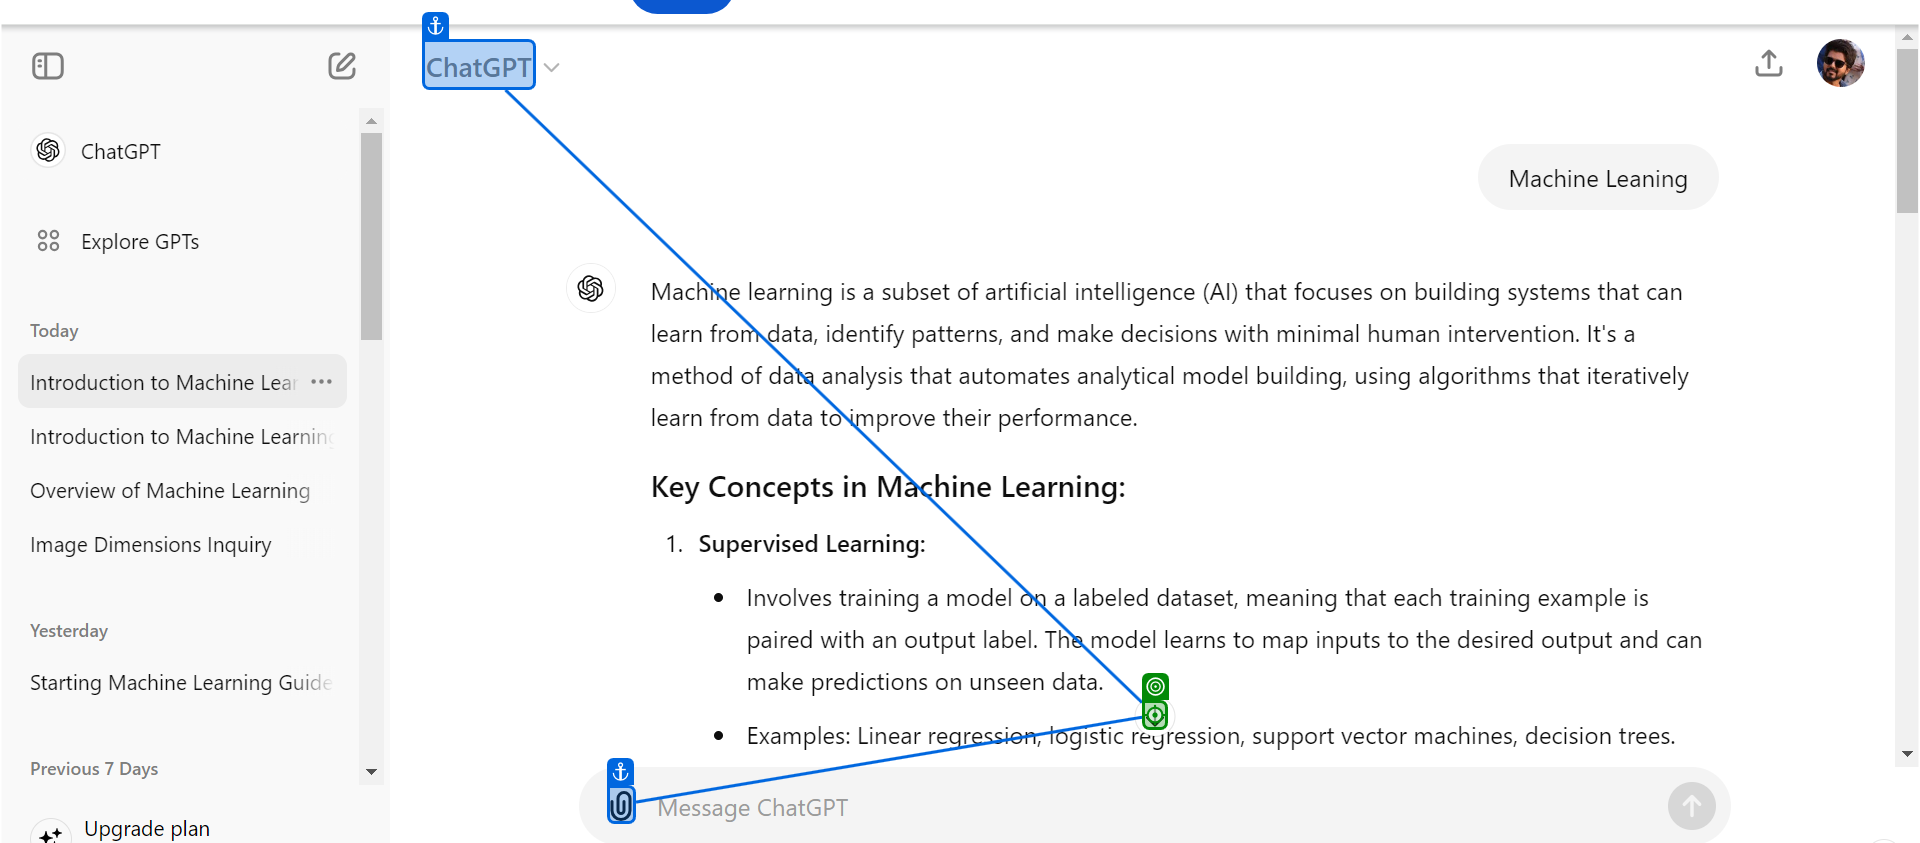 ChatGPT
ChatGPT
Explore GPTs
Today
Introduction to Machine Lear
Introduction to Machine Learning
Overview of Machine Learning
Image Dimensions Inquiry
Yesterday
Starting Machine Learning Guide
Previous 7 Days
Upgrade plan
Machine Leaning
Machine learning is a subset of artificial intelligence (AI) that focuses on building systems that can
learn from data, identify patterns, and make decisions with minimal human intervention. It's a
method of data analysis that automates analytical model building, using algorithms that iteratively
learn from data to improve their performance.
Key Concepts in Machine Learning:
1. Supervised Learning:
• Involves training a model on a labeled dataset, meaning that each training example is
paired with an output label. The model learns to map inputs to the desired output and can
make predictions on unseen data.
• Examples: Linear regression, logistic regression, support vector machines, decision trees.
Message ChatGPT